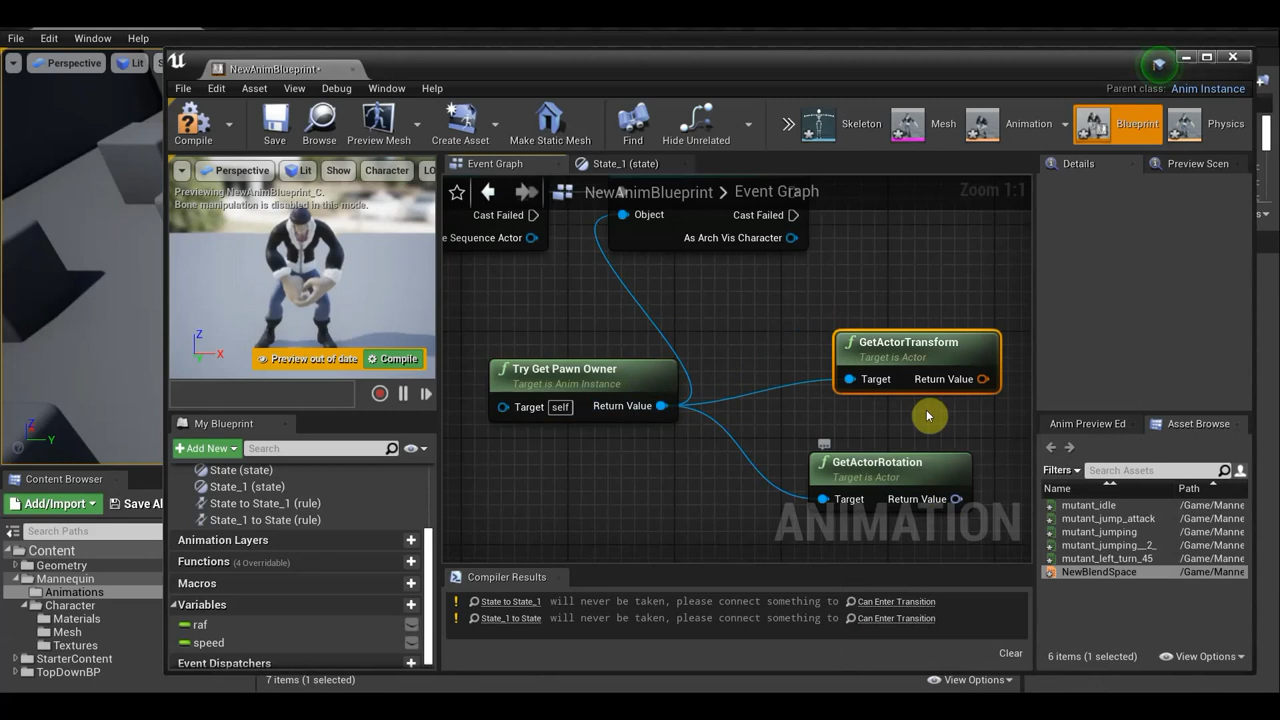 File Edit Window Help
Perspective Lit
NewAnimBlueprint*
File Edit Asset View Debug Window Help
Parent class: Anim Instance
Compile Save Browse Preview Mesh Create Asset Make Static Mesh Find Hide Unrelated Skeleton Mesh Animation Blueprint Physics
Perspective Lit Show Character LO
Previewing NewAnimBlueprint_C.
Bone manipulation is disabled in this mode.
Z
X
Preview out of date Compile
Event Graph State_1 (state)
NewAnimBlueprint > Event Graph Zoom 1:1
Cast Failed
e Sequence Actor
Object Cast Failed
As Arch Vis Character
Try Get Pawn Owner
Target is Anim Instance
Target self Return Value
GetActorTransform
Target is Actor
Target Return Value
GetActorRotation
Target is Actor
Target Return Value
ANIMATION
Details Preview Scen
My Blueprint
+Add New Search
State (state)
State_1 (state)
State to State_1 (rule)
State_1 to State (rule)
Animation Layers
Functions (4 Overridable)
Macros
Variables
raf
speed
Event Dispatchers
Compiler Results
! State to State_1 will never be taken, please connect something to Can Enter Transition
! State_1 to State will never be taken, please connect something to Can Enter Transition
Clear
Anim Preview Ed Asset Browse
Filters Search Assets
Name Path
mutant_idle /Game/Manne
mutant_jump_attack /Game/Manne
mutant_jumping /Game/Manne
mutant_jumping__2_ /Game/Manne
mutant_left_turn_45 /Game/Manne
NewBlendSpace /Game/Manne
6 items (1 selected) View Options
Content Browser
Add/Import Save Al
Search Paths
Content
Geometry
Mannequin
Animations
Character
Materials
Mesh
Textures
StarterContent
TopDownBP
7 items (1 selected) View Options